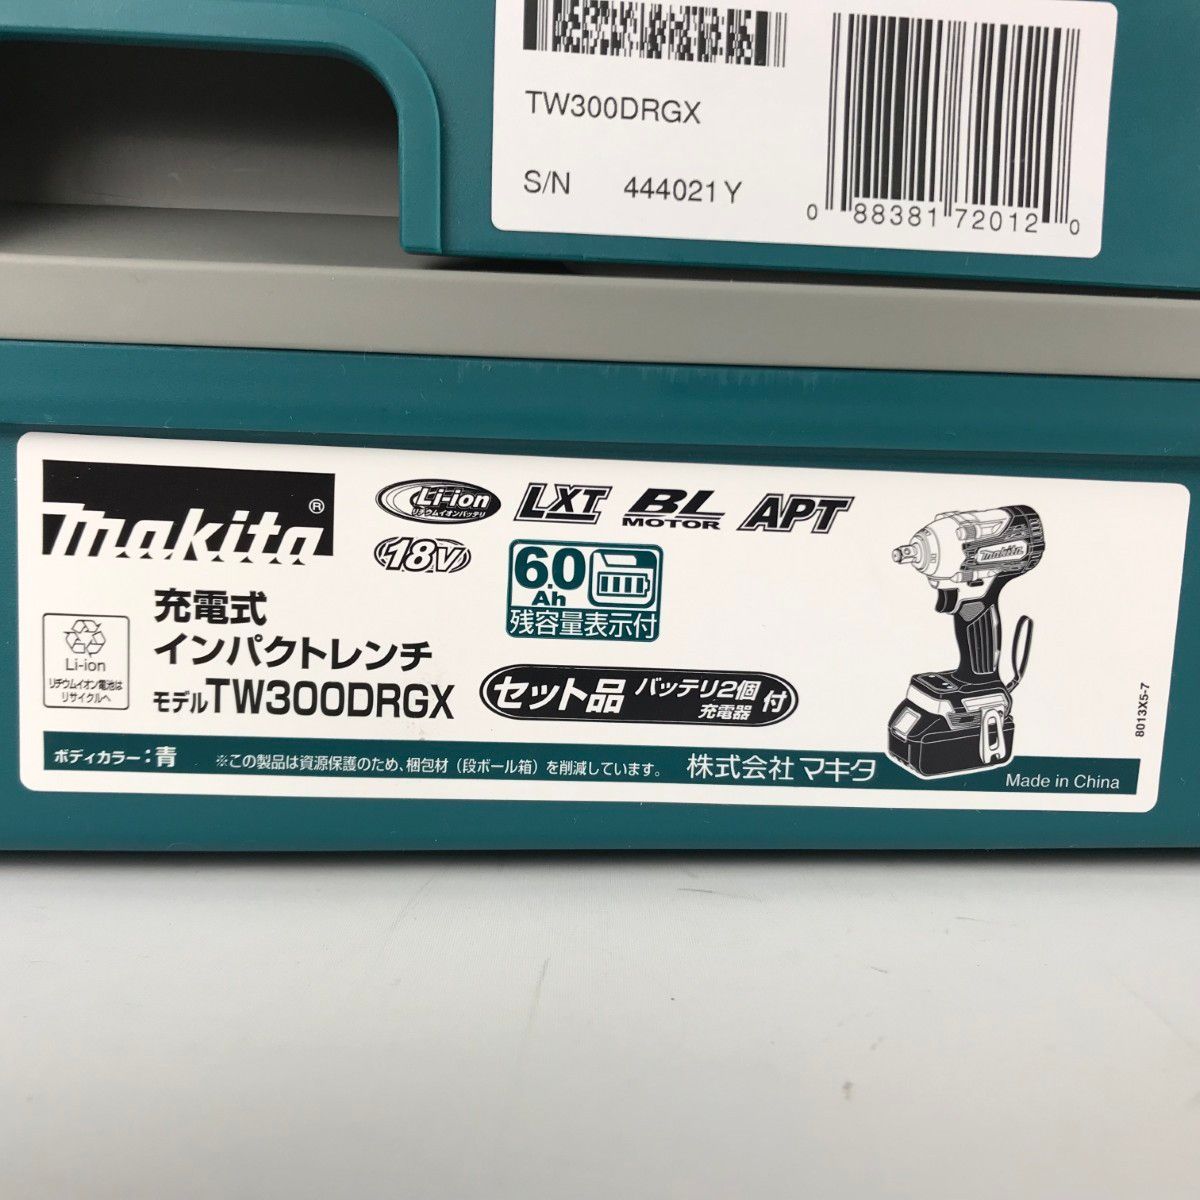 TW300DRGX
S/N 444021 Y
0 88381 72012 0
makita®
Li-ion
リチウムイオンバッテリ
LXT
BL MOTOR
APT
18V
6.0 Ah
残容量表示付
充電式
インパクトレンチ
モデルTW300DRGX
セット品 バッテリ2個 充電器 付
Li-ion
リチウムイオン電池は
リサイクルへ
makita
8013X5-7
ボディカラー:青
※この製品は資源保護のため、梱包材(段ボール箱)を削減しています。
株式会社マキタ
Made in China